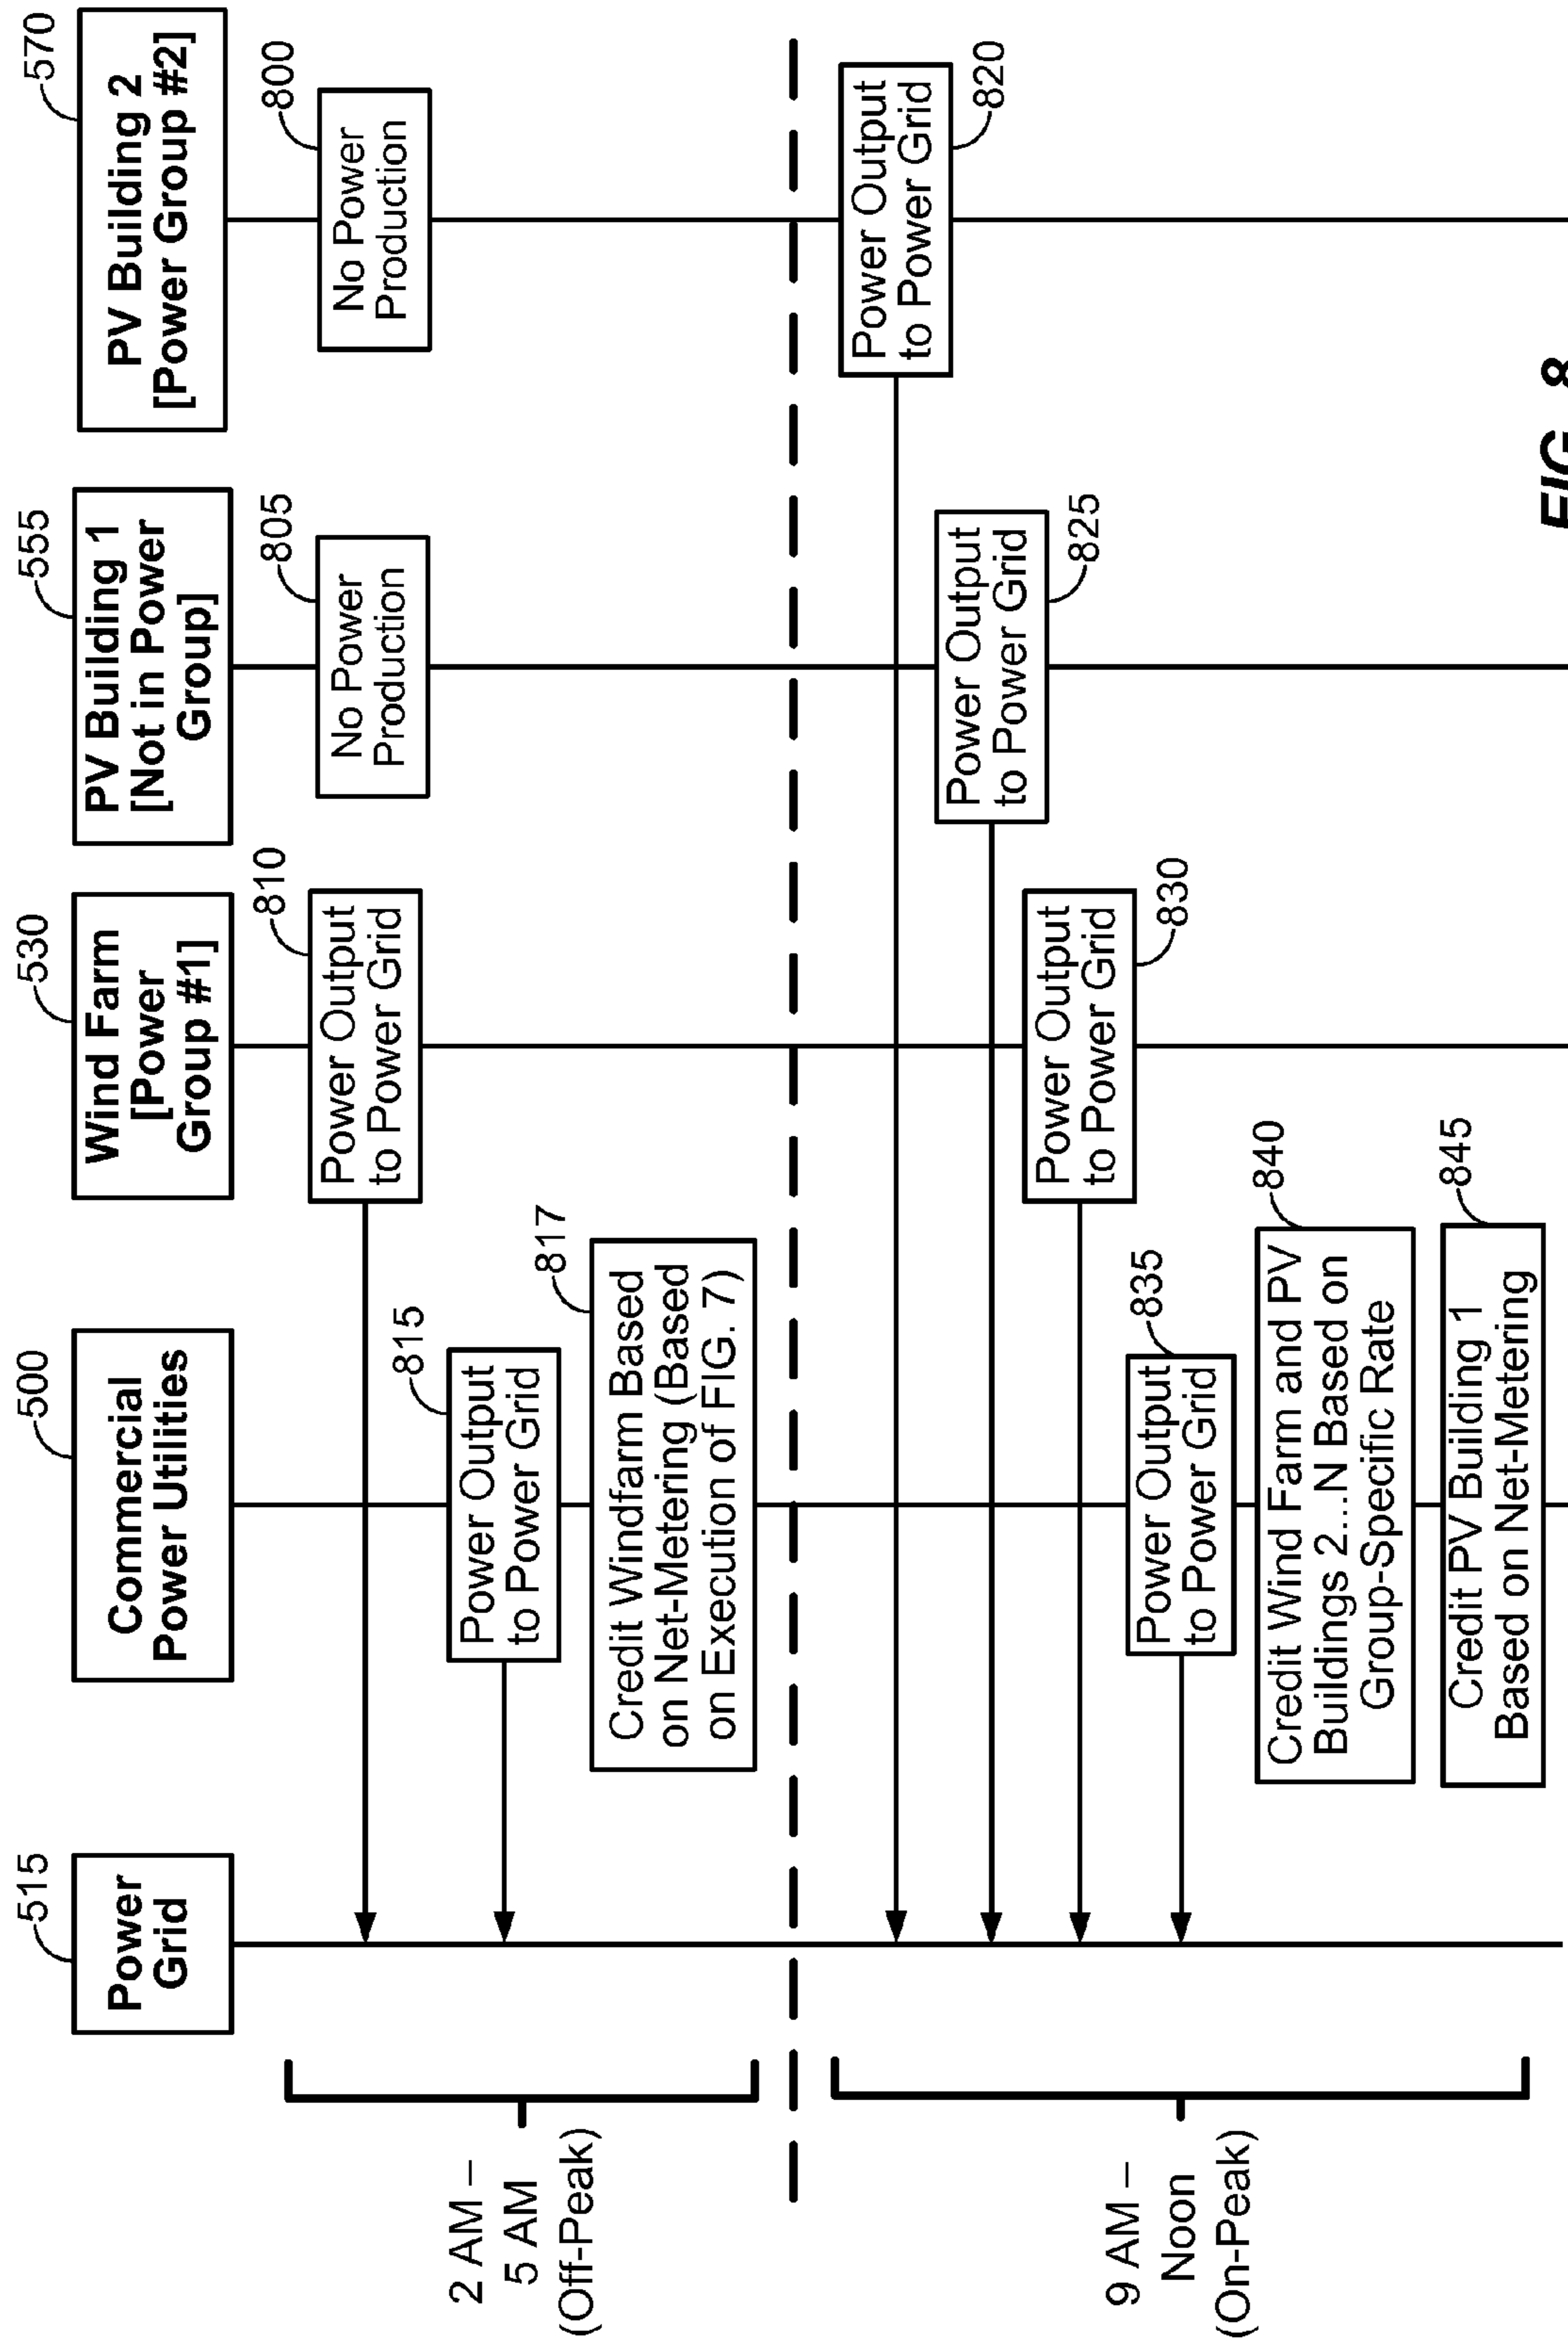 515
Power
Grid
500
Commercial
Power Utilities
530
Wind Farm
[Power
Group #1]
555
PV Building 1
[Not in Power
Group]
570
PV Building 2
[Power Group #2]
2 AM –
5 AM
(Off-Peak)
810
Power Output
to Power Grid
805
No Power
Production
800
No Power
Production
815
Power Output
to Power Grid
817
Credit Windfarm Based
on Net-Metering (Based
on Execution of FIG. 7)
9 AM –
Noon
(On-Peak)
Power Output
to Power Grid
820
Power Output
to Power Grid
825
Power Output
to Power Grid
830
835
Power Output
to Power Grid
840
Credit Wind Farm and PV
Buildings 2...N Based on
Group-Specific Rate
845
Credit PV Building 1
Based on Net-Metering
FIG. 8